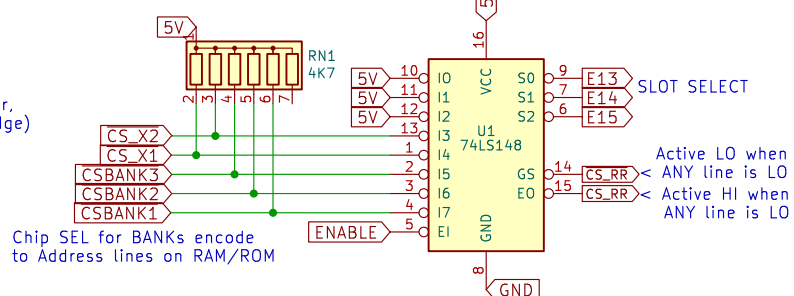 5
5V
1
RN1
4K7
2 3 4 5 6 7
16
VCC
5V 10 I0 S0 9 E13
5V 11 I1 S1 7 E14 SLOT SELECT
5V 12 I2 S2 6 E15
r,
dge)
CS_X2 13 I3
U1
74LS148
CS_X1 1 I4
CSBANK3 2 I5 GS 14 CS_RR < Active LO when
ANY line is LO
CSBANK2 3 I6 EO 15 CS_RR < Active HI when
ANY line is LO
CSBANK1 4 I7
ENABLE 5 EI
GND
8
GND
Chip SEL for BANKs encode
to Address lines on RAM/ROM